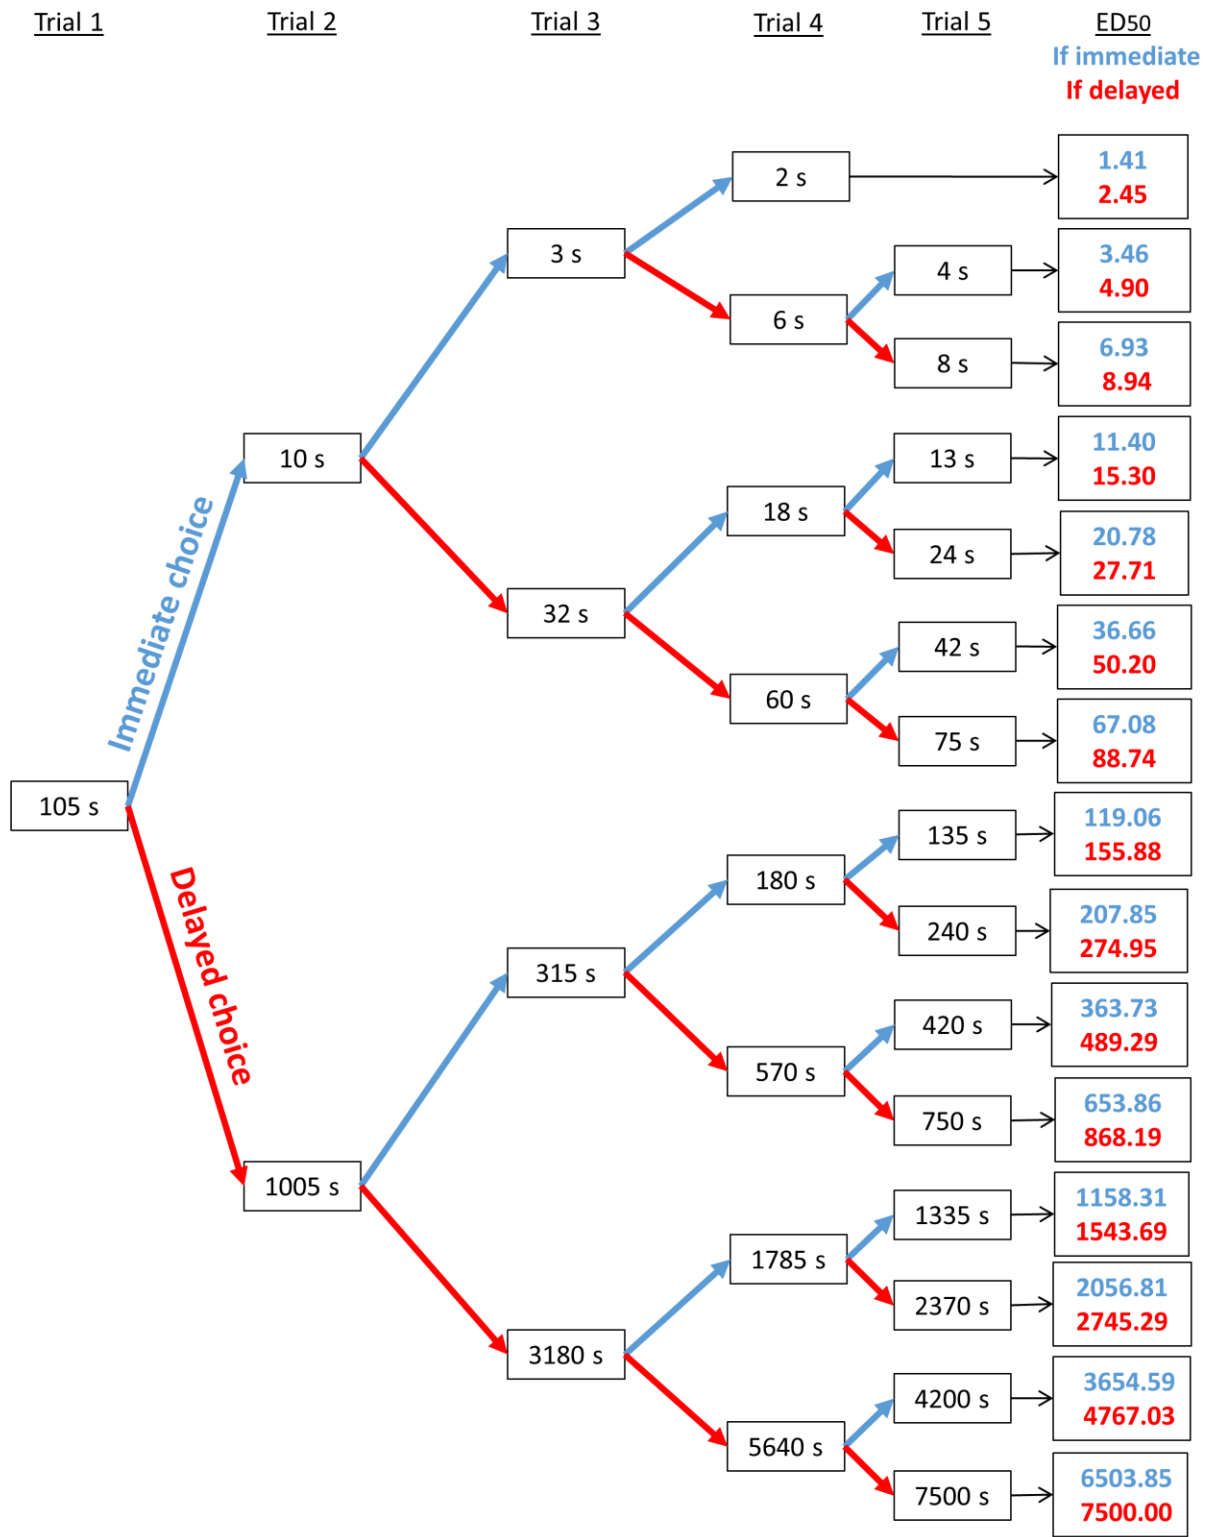 Trial 1 Trial 2 Trial 3 Trial 4 Trial 5 ED50
If immediate
If delayed
2 s
1.41
2.45
3 s
4 s
3.46
4.90
6 s
8 s
6.93
8.94
10 s
13 s
11.40
15.30
18 s
24 s
20.78
27.71
Immediate choice
32 s
42 s
36.66
50.20
60 s
75 s
67.08
88.74
105 s
135 s
119.06
155.88
180 s
240 s
207.85
274.95
Delayed choice
315 s
420 s
363.73
489.29
570 s
750 s
653.86
868.19
1005 s
1335 s
1158.31
1543.69
1785 s
2370 s
2056.81
2745.29
3180 s
4200 s
3654.59
4767.03
5640 s
7500 s
6503.85
7500.00